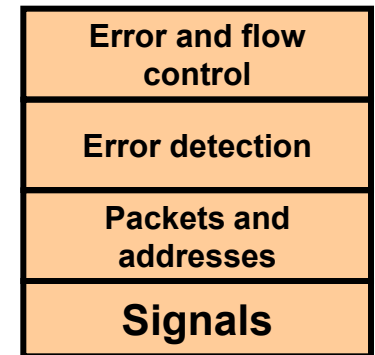 Error and flow
control
Error detection
Packets and
addresses
Signals